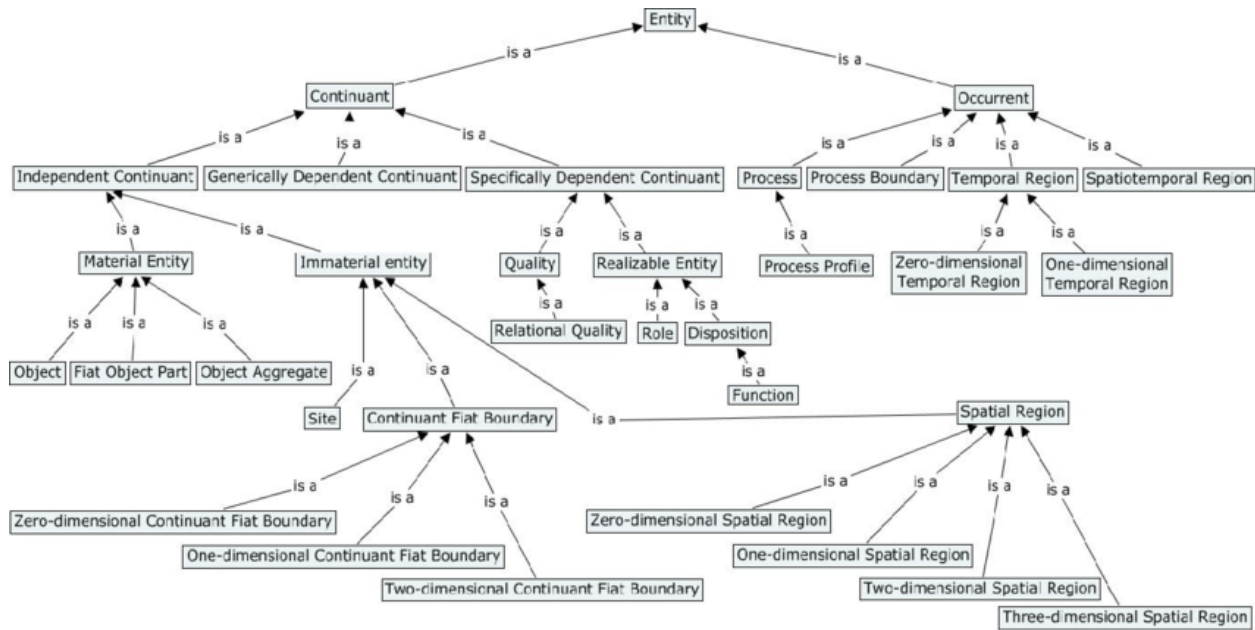 Entity
is a
is a
Continuant
Occurrent
is a
is a
is a
is a
is a
is a
is a
Independent Continuant
Generically Dependent Continuant
Specifically Dependent Continuant
Process
Process Boundary
Temporal Region
Spatiotemporal Region
is a
is a
is a
is a
is a
is a
is a
Material Entity
Immaterial entity
Quality
Realizable Entity
Process Profile
Zero-dimensional
Temporal Region
One-dimensional
Temporal Region
is a
is a
is a
is a
is a
is a
Relational Quality
Role
Disposition
Object
Fiat Object Part
Object Aggregate
is a
is a
is a
Function
Site
Continuant Fiat Boundary
is a
Spatial Region
is a
is a
is a
is a
is a
is a
is a
Zero-dimensional Continuant Fiat Boundary
Zero-dimensional Spatial Region
One-dimensional Continuant Fiat Boundary
One-dimensional Spatial Region
Two-dimensional Continuant Fiat Boundary
Two-dimensional Spatial Region
Three-dimensional Spatial Region